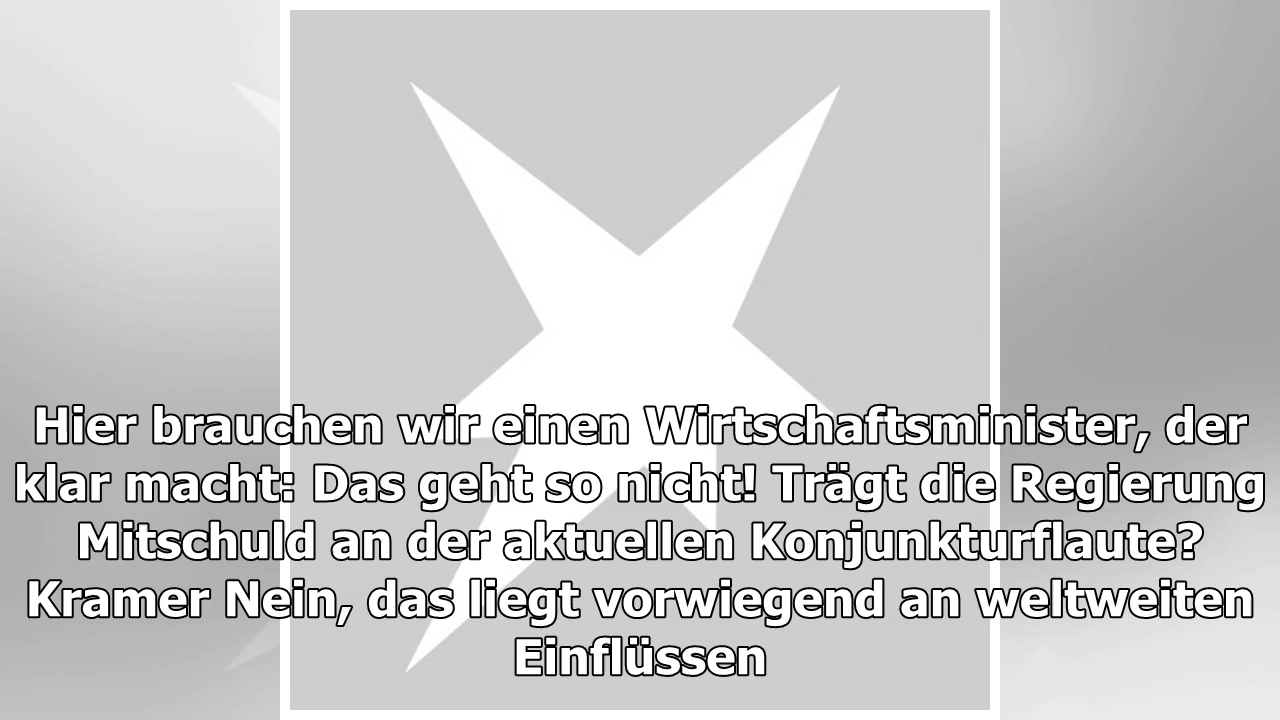 Hier brauchen wir einen Wirtschaftsminister, der
klar macht: Das geht so nicht! Trägt die Regierung
Mitschuld an der aktuellen Konjunkturflaute?
Kramer Nein, das liegt vorwiegend an weltweiten
Einflüssen